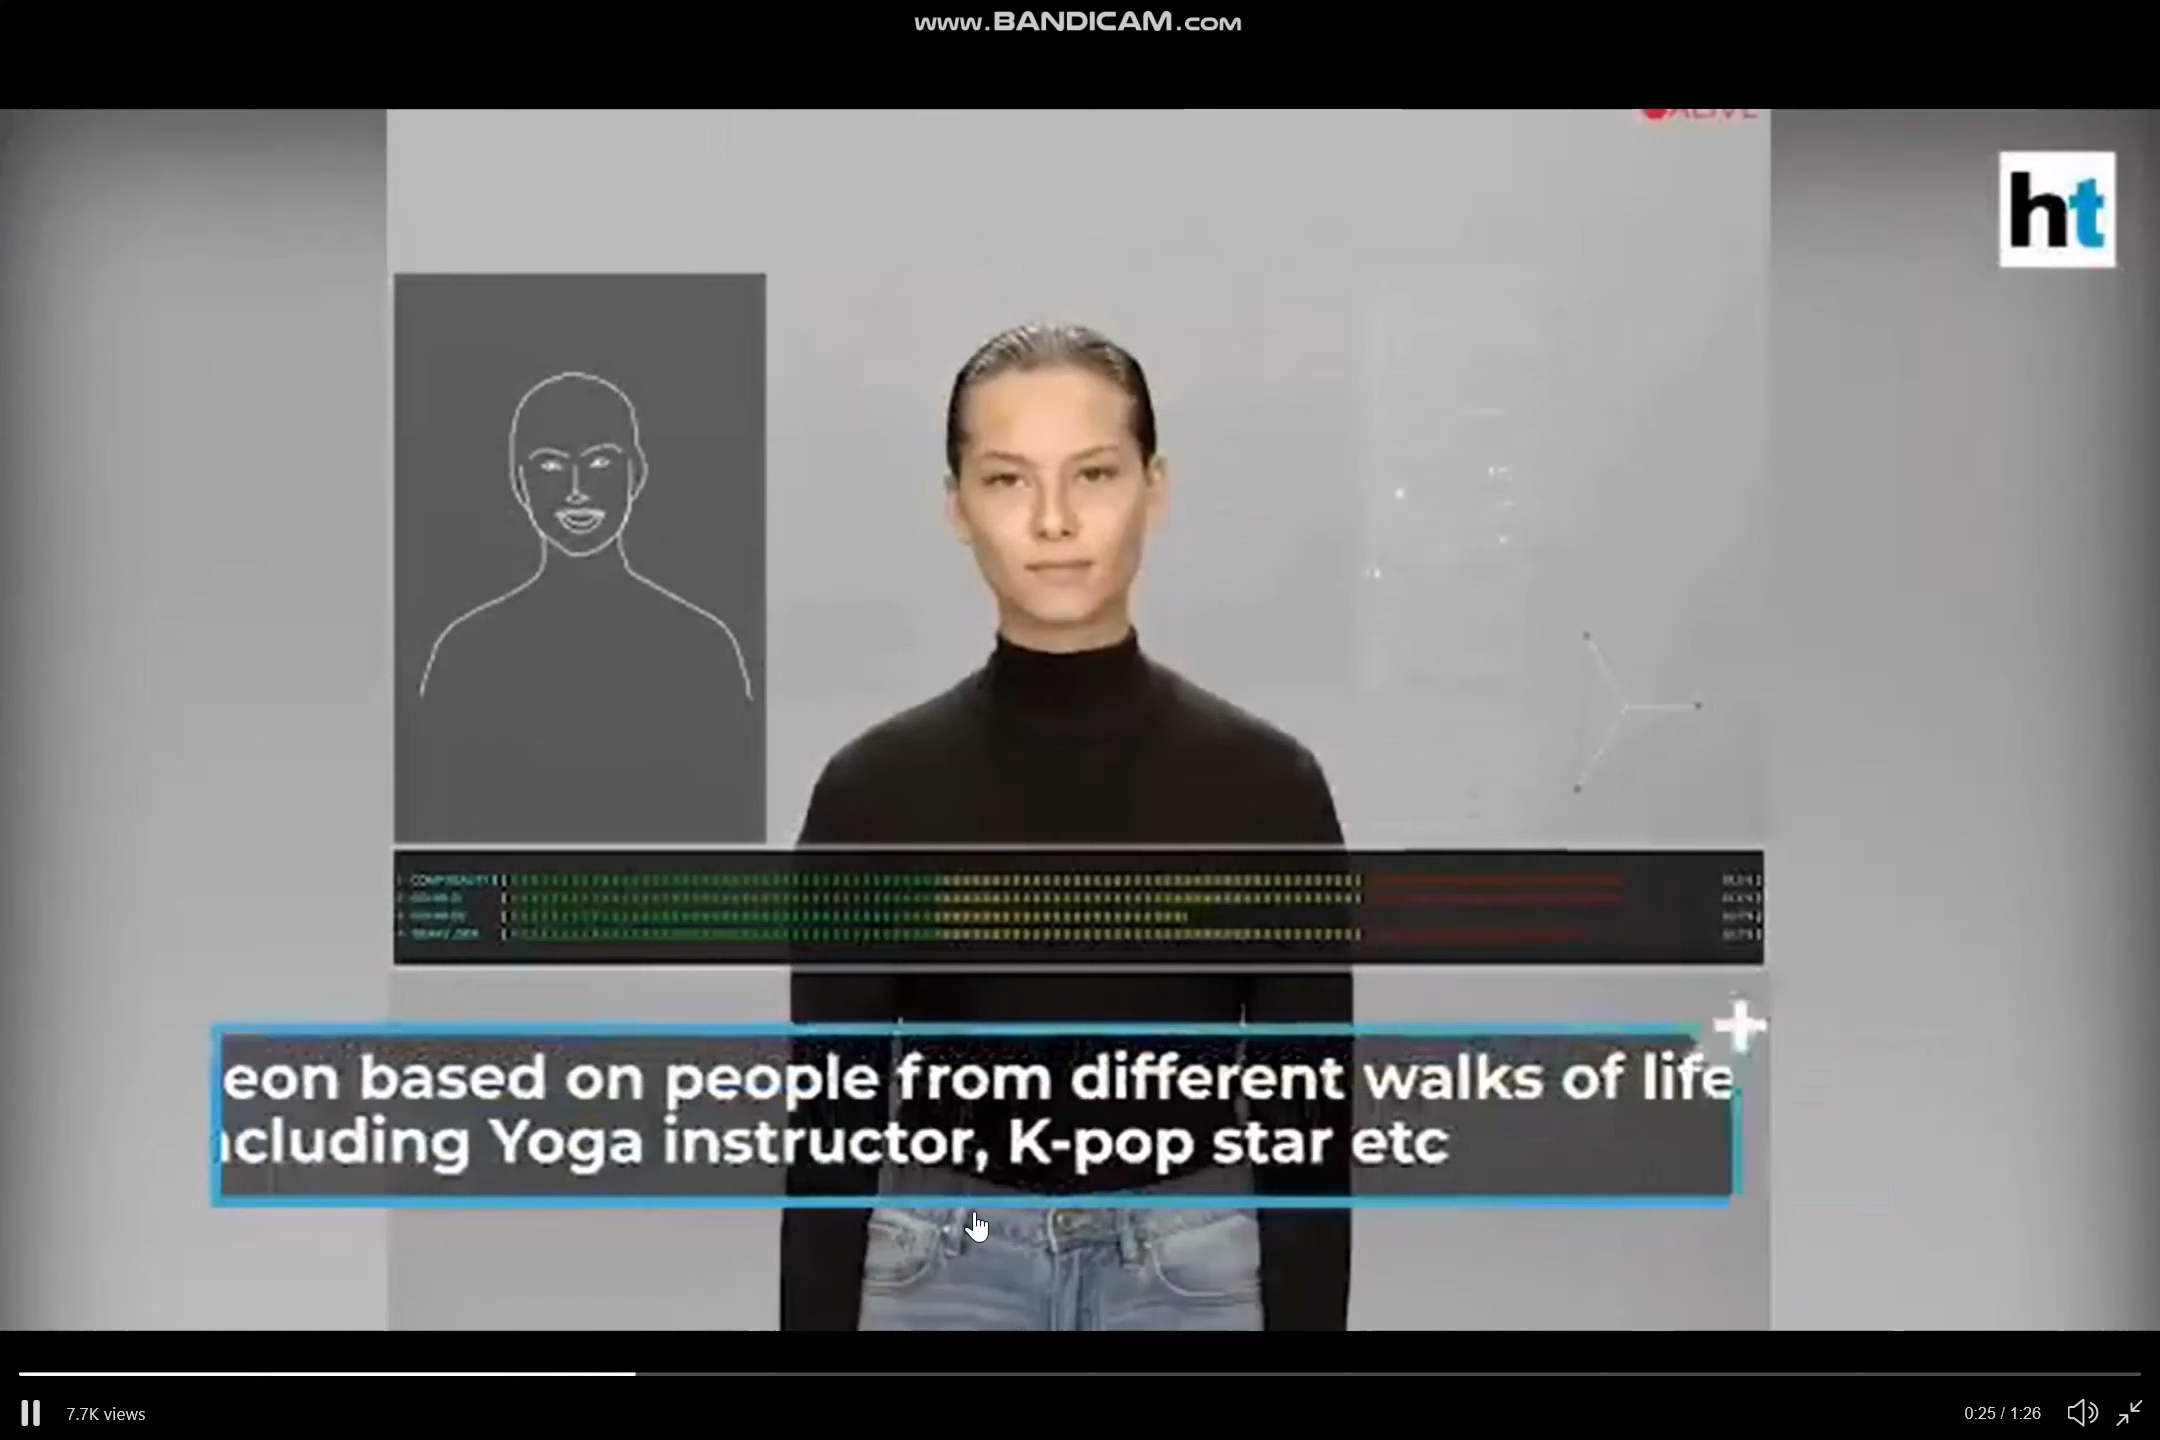 www.BANDICAM.com
ht
eon based on people from different walks of life
ncluding Yoga instructor, K-pop star etc
7.7K views
0:25 / 1:26